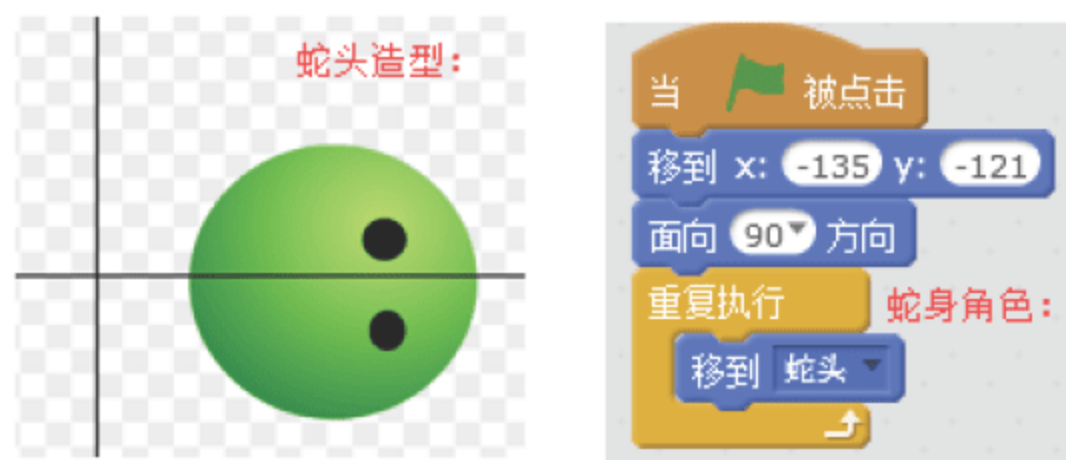 蛇头造型：
当 被点击
移到 x: -135 y: -121
面向 90 方向
重复执行
蛇身角色：
移到 蛇头